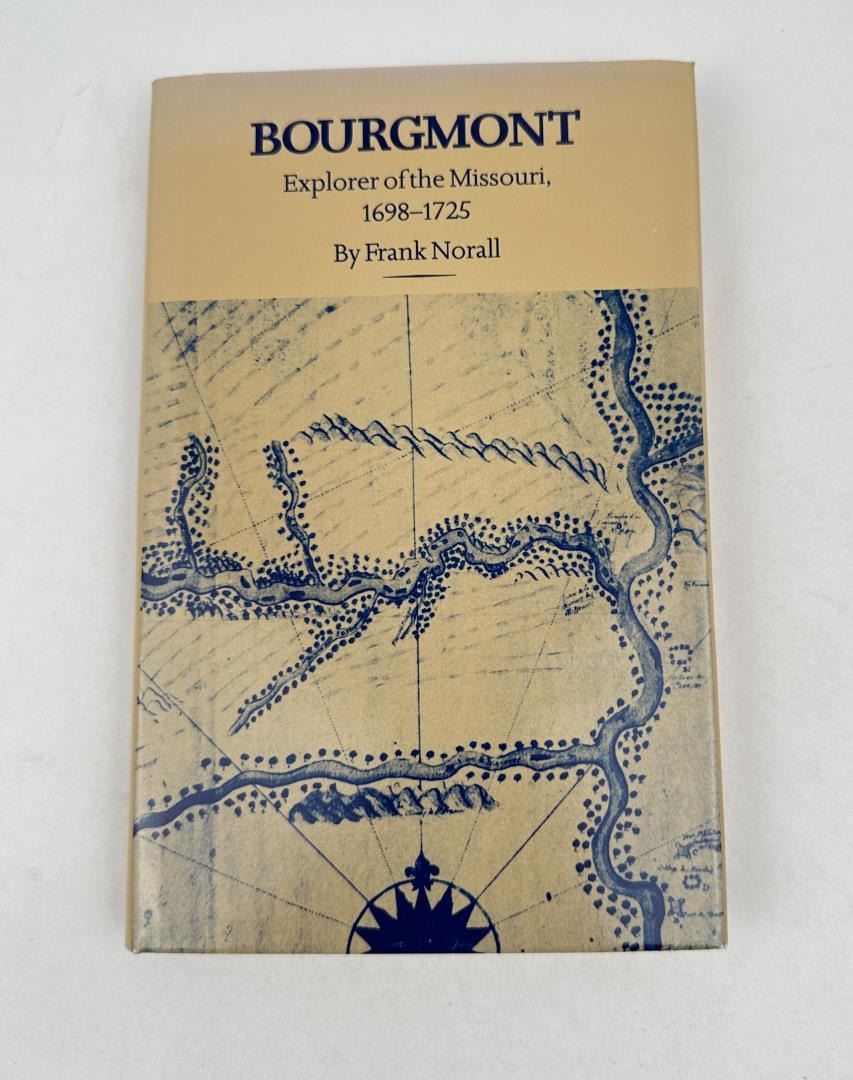 BOURGMONT
Explorer of the Missouri,
1698–1725
By Frank Norall